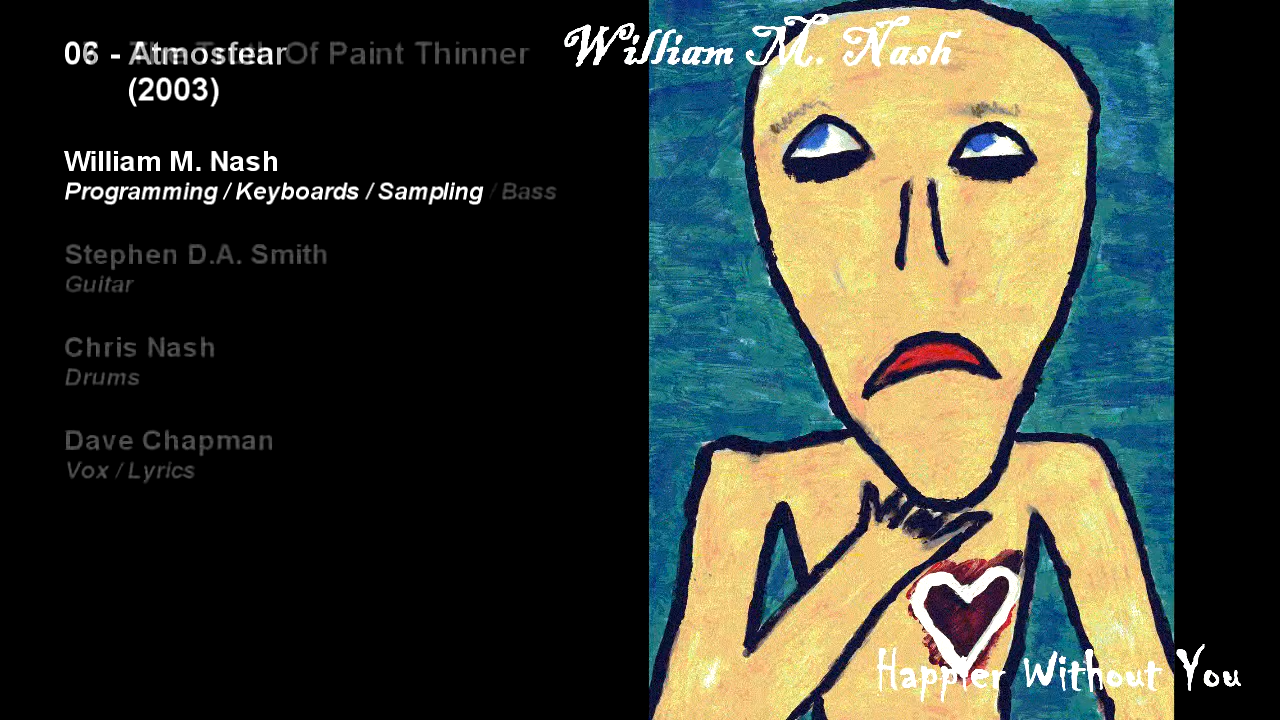 06 - Atmosfear
Of Paint Thinner
(2003)
William M. Nash
Programming / Keyboards / Sampling / Bass
Stephen D.A. Smith
Guitar
Chris Nash
Drums
Dave Chapman
Vox / Lyrics
William M. Nash
Happier Without You